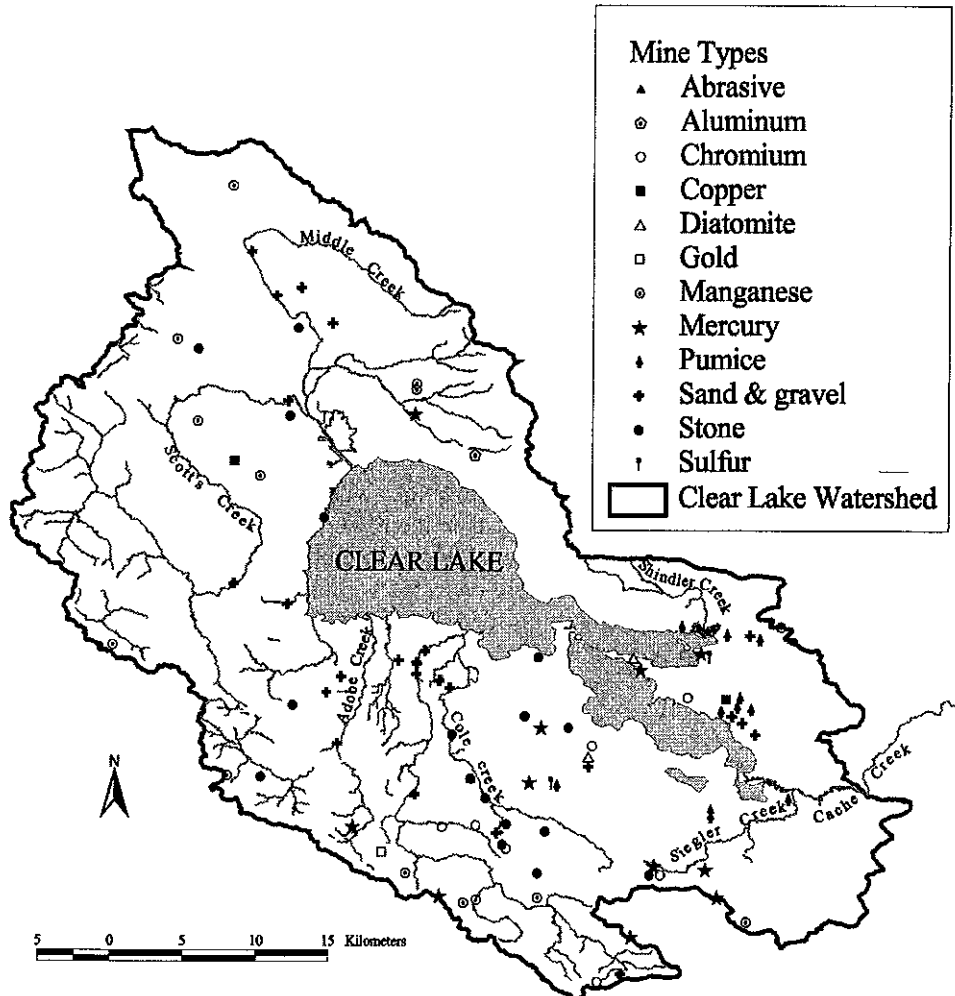 Mine Types
Abrasive
Aluminum
Chromium
Copper
Diatomite
Gold
Manganese
Mercury
Pumice
Sand & gravel
Stone
Sulfur
Clear Lake Watershed
Middle Creek
Scott's Creek
CLEAR LAKE
Shindler Creek
Adobe Creek
Cole creek
Siegler Creek
Cache Creek
N
5 0 5 10 15 Kilometers